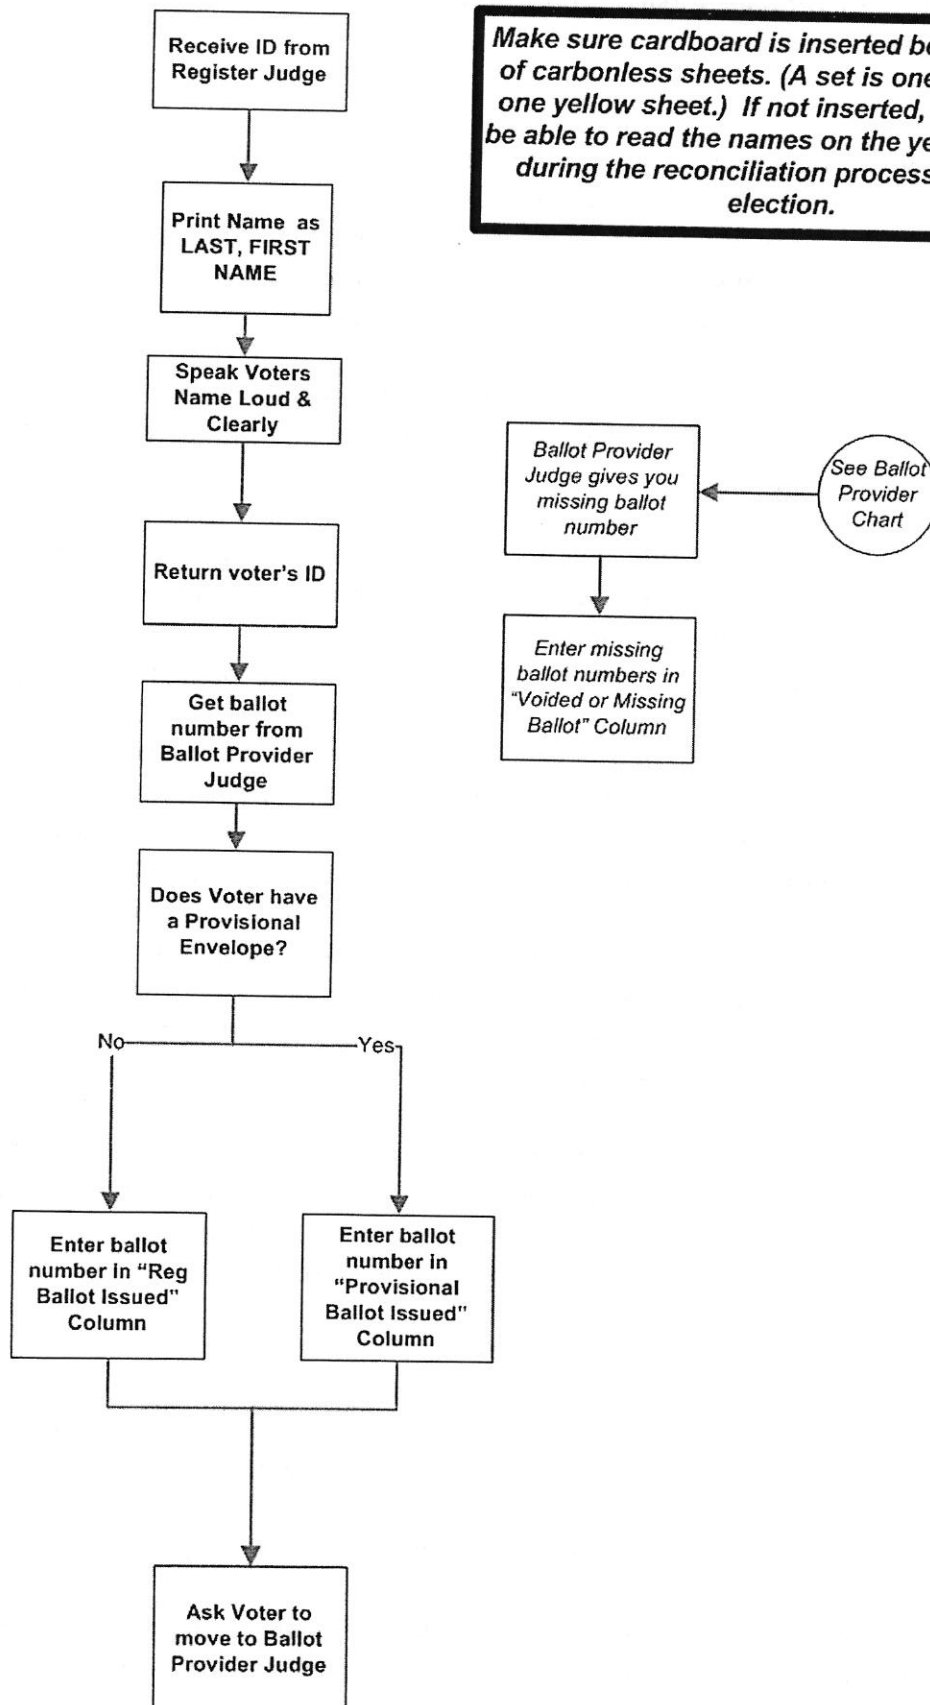 Receive ID from
Register Judge
Make sure cardboard is inserted
of carbonless sheets. (A set is one
one yellow sheet.) If not inserted,
be able to read the names on the
during the reconciliation process
election.
Print Name as
LAST, FIRST
NAME
Speak Voters
Name Loud &
Clearly
Return voter's ID
Get ballot
number from
Ballot Provider
Judge
Does Voter have
a Provisional
Envelope?
No
Yes
Enter ballot
number in “Reg
Ballot Issued”
Column
Enter ballot
number in
“Provisional
Ballot Issued”
Column
Ask Voter to
move to Ballot
Provider Judge
Ballot Provider
Judge gives you
missing ballot
number
See Ballot
Provider
Chart
Enter missing
ballot numbers in
“Voided or Missing
Ballot” Column